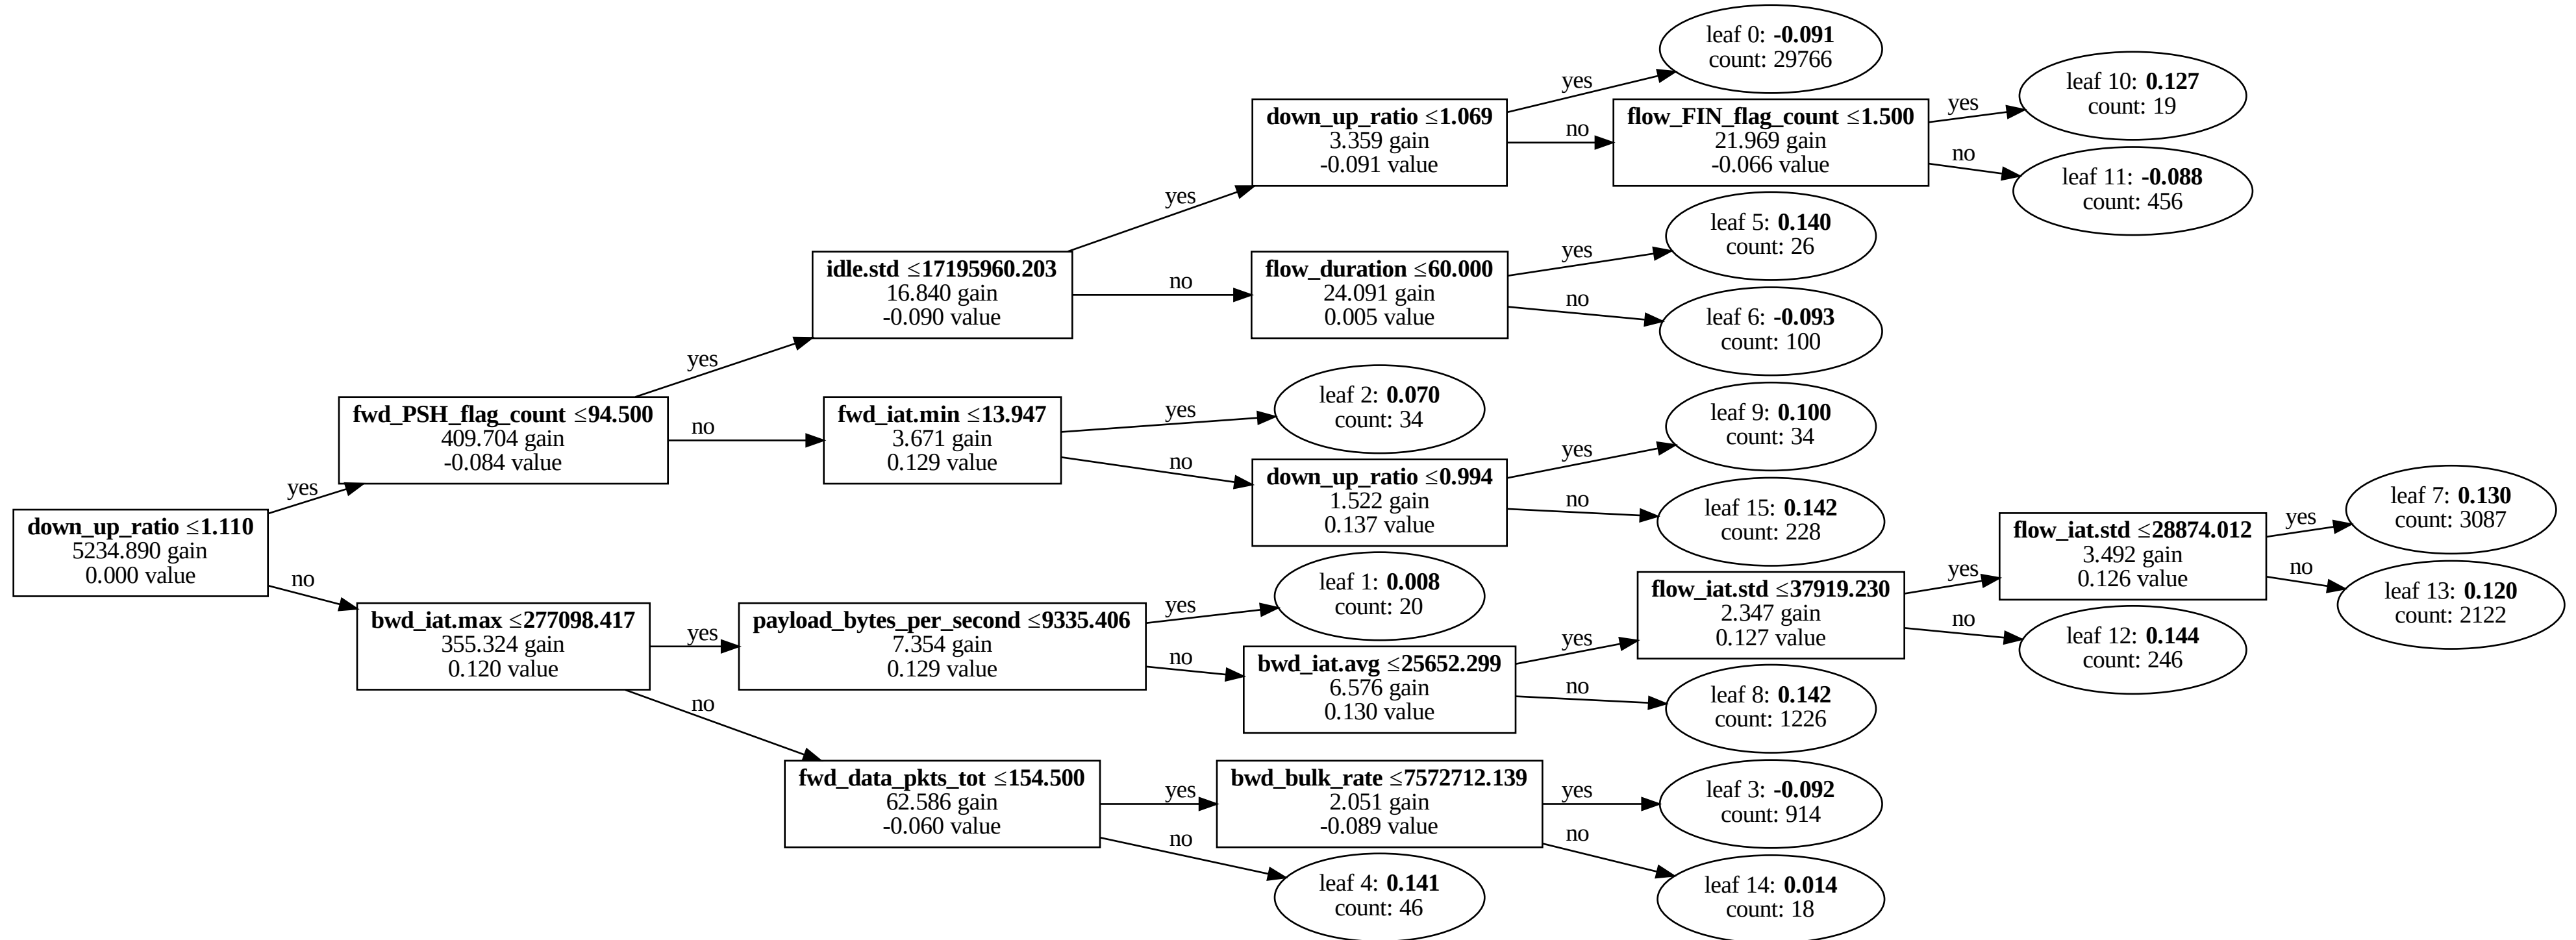 down_up_ratio ≤1.110
5234.890 gain
0.000 value
yes
no
fwd_PSH_flag_count ≤94.500
409.704 gain
-0.084 value
yes
no
bwd_iat.max ≤277098.417
355.324 gain
0.120 value
yes
no
idle.std ≤17195960.203
16.840 gain
-0.090 value
yes
no
fwd_iat.min ≤13.947
3.671 gain
0.129 value
yes
no
payload_bytes_per_second ≤9335.406
7.354 gain
0.129 value
yes
no
fwd_data_pkts_tot ≤154.500
62.586 gain
-0.060 value
yes
no
down_up_ratio ≤1.069
3.359 gain
-0.091 value
yes
no
flow_duration ≤60.000
24.091 gain
0.005 value
yes
no
leaf 2: 0.070
count: 34
down_up_ratio ≤0.994
1.522 gain
0.137 value
yes
no
leaf 1: 0.008
count: 20
bwd_iat.avg ≤25652.299
6.576 gain
0.130 value
yes
no
bwd_bulk_rate ≤7572712.139
2.051 gain
-0.089 value
yes
no
leaf 4: 0.141
count: 46
leaf 0: -0.091
count: 29766
flow_FIN_flag_count ≤1.500
21.969 gain
-0.066 value
yes
no
leaf 5: 0.140
count: 26
leaf 6: -0.093
count: 100
leaf 9: 0.100
count: 34
leaf 15: 0.142
count: 228
flow_iat.std ≤37919.230
2.347 gain
0.127 value
yes
no
leaf 8: 0.142
count: 1226
leaf 3: -0.092
count: 914
leaf 14: 0.014
count: 18
leaf 10: 0.127
count: 19
leaf 11: -0.088
count: 456
flow_iat.std ≤28874.012
3.492 gain
0.126 value
yes
no
leaf 12: 0.144
count: 246
leaf 7: 0.130
count: 3087
leaf 13: 0.120
count: 2122